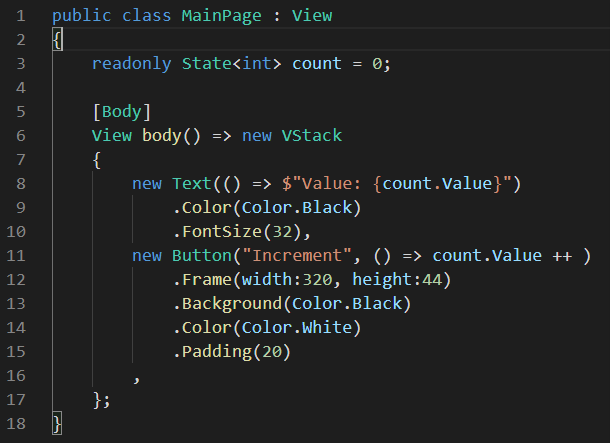 1 public class MainPage : View
2 {
3     readonly State<int> count = 0;
4
5     [Body]
6     View body() => new VStack
7     {
8         new Text(() => $"Value: {count.Value}")
9             .Color(Color.Black)
10             .FontSize(32),
11         new Button("Increment", () => count.Value ++ )
12             .Frame(width:320, height:44)
13             .Background(Color.Black)
14             .Color(Color.White)
15             .Padding(20)
16         ,
17     };
18 }